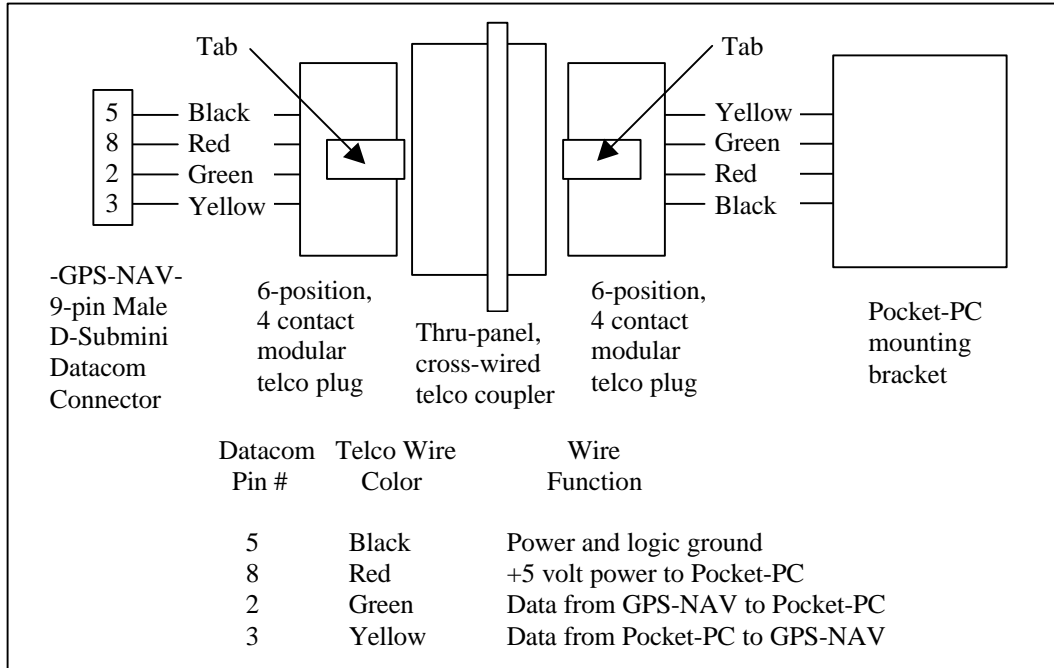 Tab
Tab
5 Black
8 Red
2 Green
3 Yellow
Yellow
Green
Red
Black
-GPS-NAV-
9-pin Male
D-Submini
Datacom
Connector
6-position,
4 contact
modular
telco plug
Thru-panel,
cross-wired
telco coupler
6-position,
4 contact
modular
telco plug
Pocket-PC
mounting
bracket
Datacom Telco Wire Wire
Pin # Color Function
5 Black Power and logic ground
8 Red +5 volt power to Pocket-PC
2 Green Data from GPS-NAV to Pocket-PC
3 Yellow Data from Pocket-PC to GPS-NAV